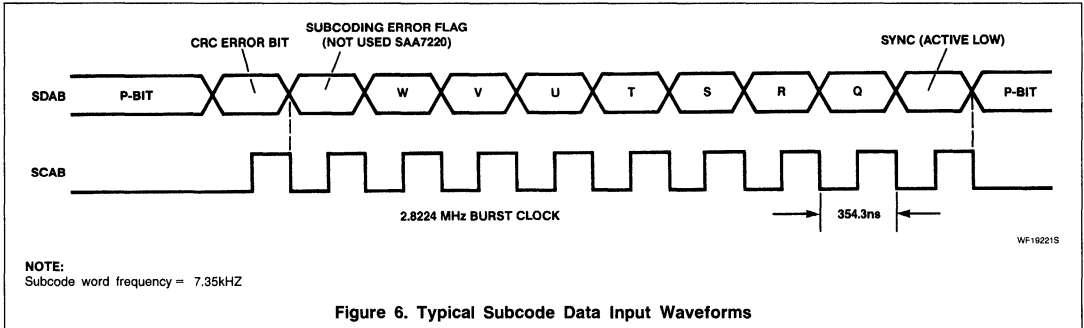 SUBCODING ERROR FLAG
(NOT USED SAA7220)
CRC ERROR BIT
SYNC (ACTIVE LOW)
SDAB P-BIT W V U T S R Q P-BIT
SCAB
2.8224 MHz BURST CLOCK
354.3ns
WF19221S
NOTE:
Subcode word frequency = 7.35kHZ
Figure 6. Typical Subcode Data Input Waveforms